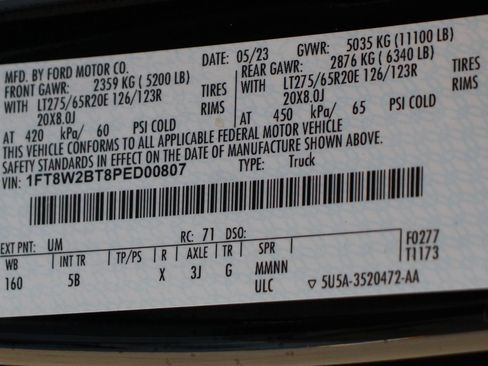 MFD. BY FORD MOTOR CO. 05/23 GVWR: 5035 KG (11100 LB)
FRONT GAWR: 2359 KG (5200 LB) REAR GAWR: 2876 KG (6340 LB)
WITH LT275/65R20E 126/123R TIRES WITH LT275/65R20E 126/123R TIRES
20X8.0J RIMS 20X8.0J RIMS
AT 420 kPa/ 60 PSI COLD AT 450 kPa/ 65 PSI COLD
THIS VEHICLE CONFORMS TO ALL APPLICABLE FEDERAL MOTOR VEHICLE
SAFETY STANDARDS IN EFFECT ON THE DATE OF MANUFACTURE SHOWN ABOVE.
VIN: 1FT8W2BT8PED00807 TYPE: Truck
EXT PNT: UM RC: 71 DSO: F0277
WB INT TR TP/PS R AXLE TR SPR T1173
160 5B X 3J G MMNN
ULC ▽ 5U5A-3520472-AA